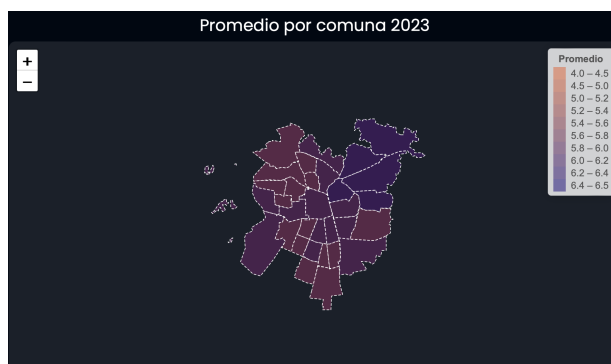 Promedio por comuna 2023
+
−
Promedio
4.0 – 4.5
4.5 – 5.0
5.0 – 5.2
5.2 – 5.4
5.4 – 5.6
5.6 – 5.8
5.8 – 6.0
6.0 – 6.2
6.2 – 6.4
6.4 – 6.5